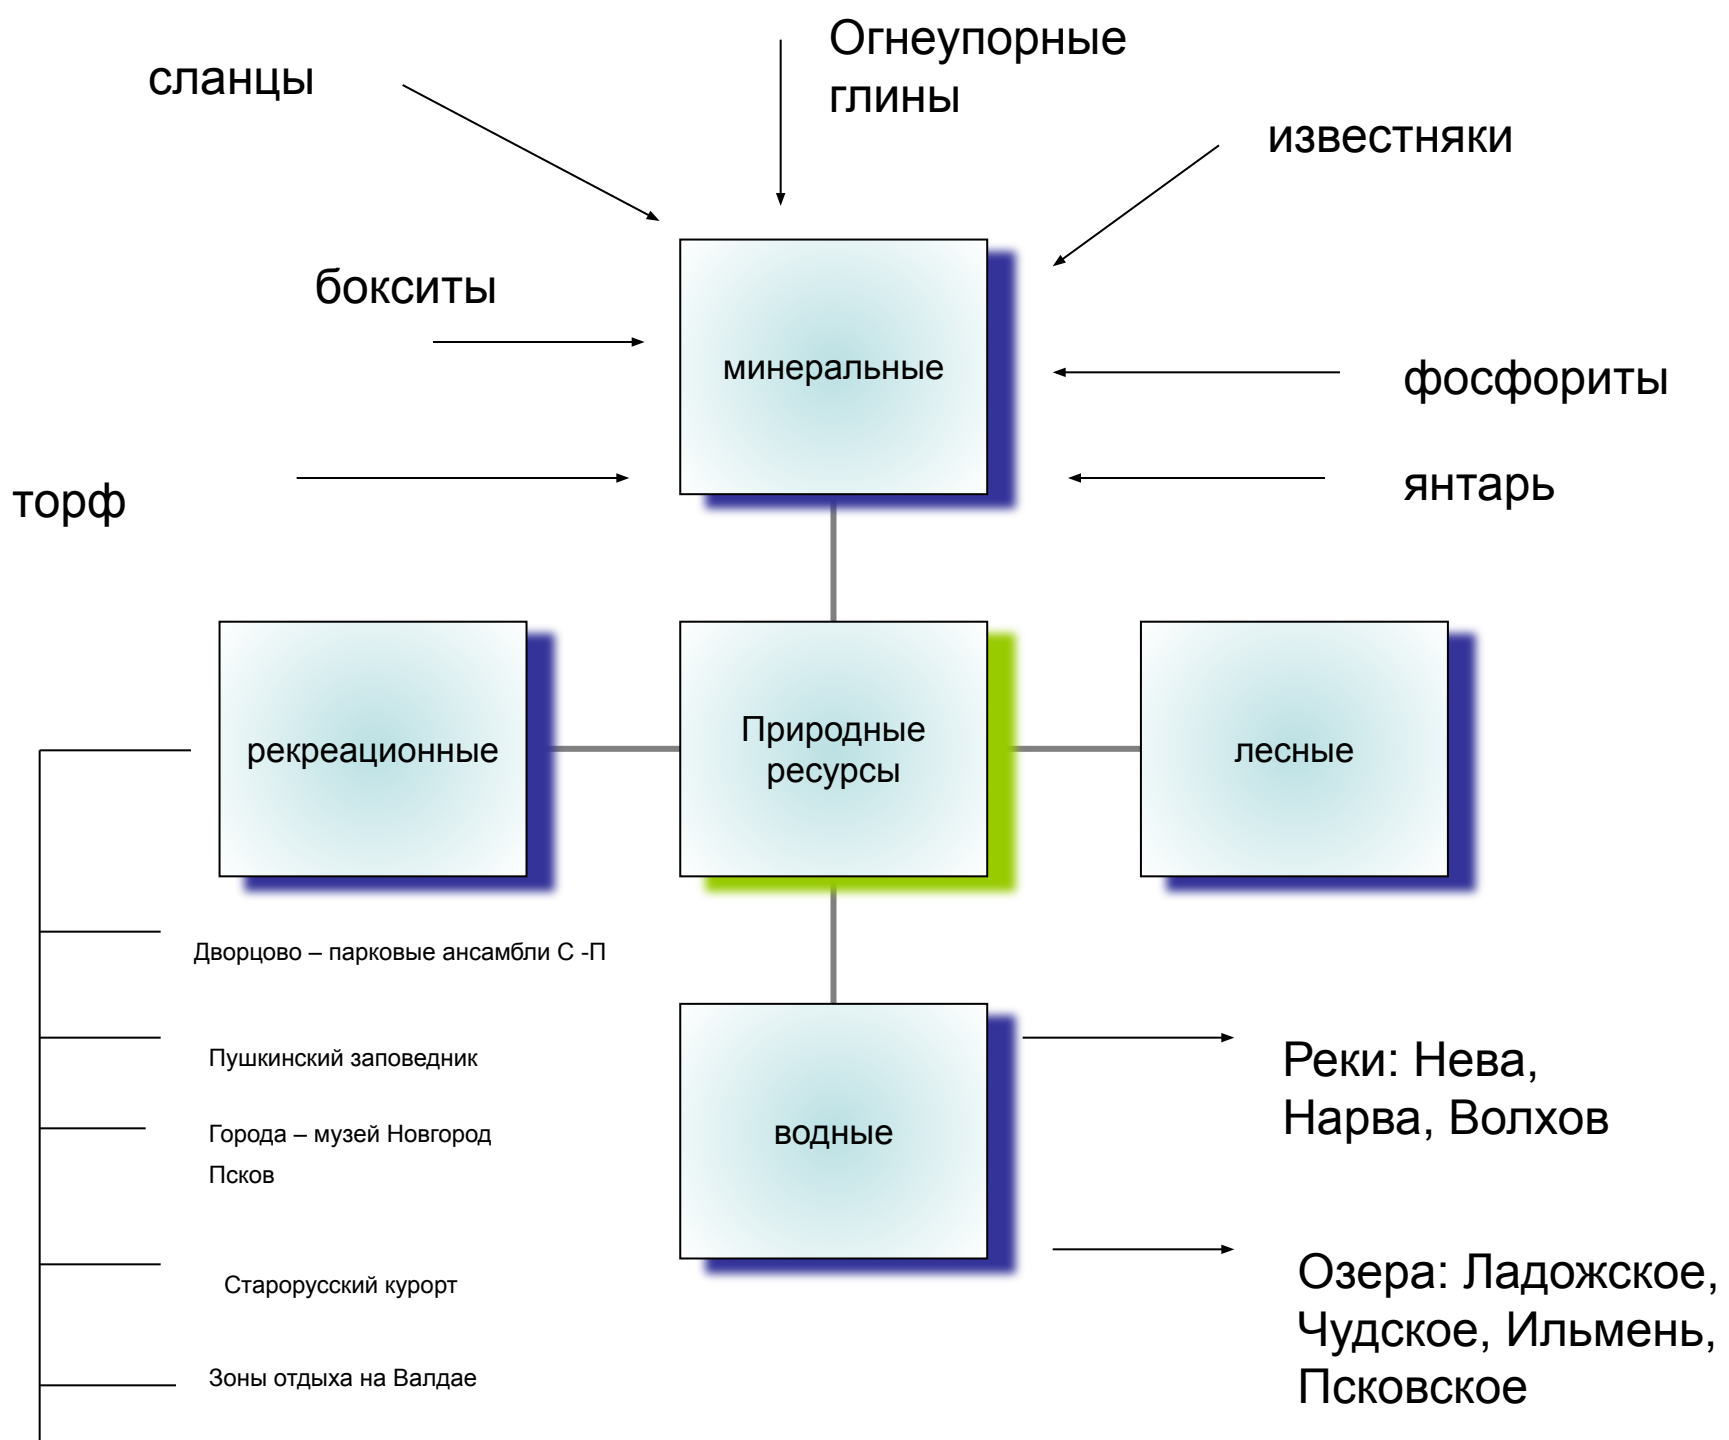 Огнеупорные
глины
сланцы
известняки
бокситы
минеральные
фосфориты
торф
янтарь
рекреационные
Природные
ресурсы
лесные
Дворцово – парковые ансамбли С -П
Пушкинский заповедник
Города – музей Новгород
Псков
Старорусский курорт
Зоны отдыха на Валдае
водные
Реки: Нева,
Нарва, Волхов
Озера: Ладожское,
Чудское, Ильмень,
Псковское